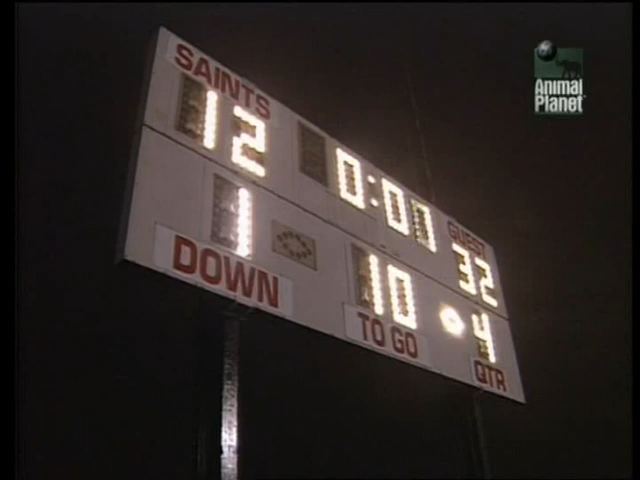 Animal
Planet
SAINTS
12
0:00
GUEST
32
1
DOWN
10
TO GO
4
QTR